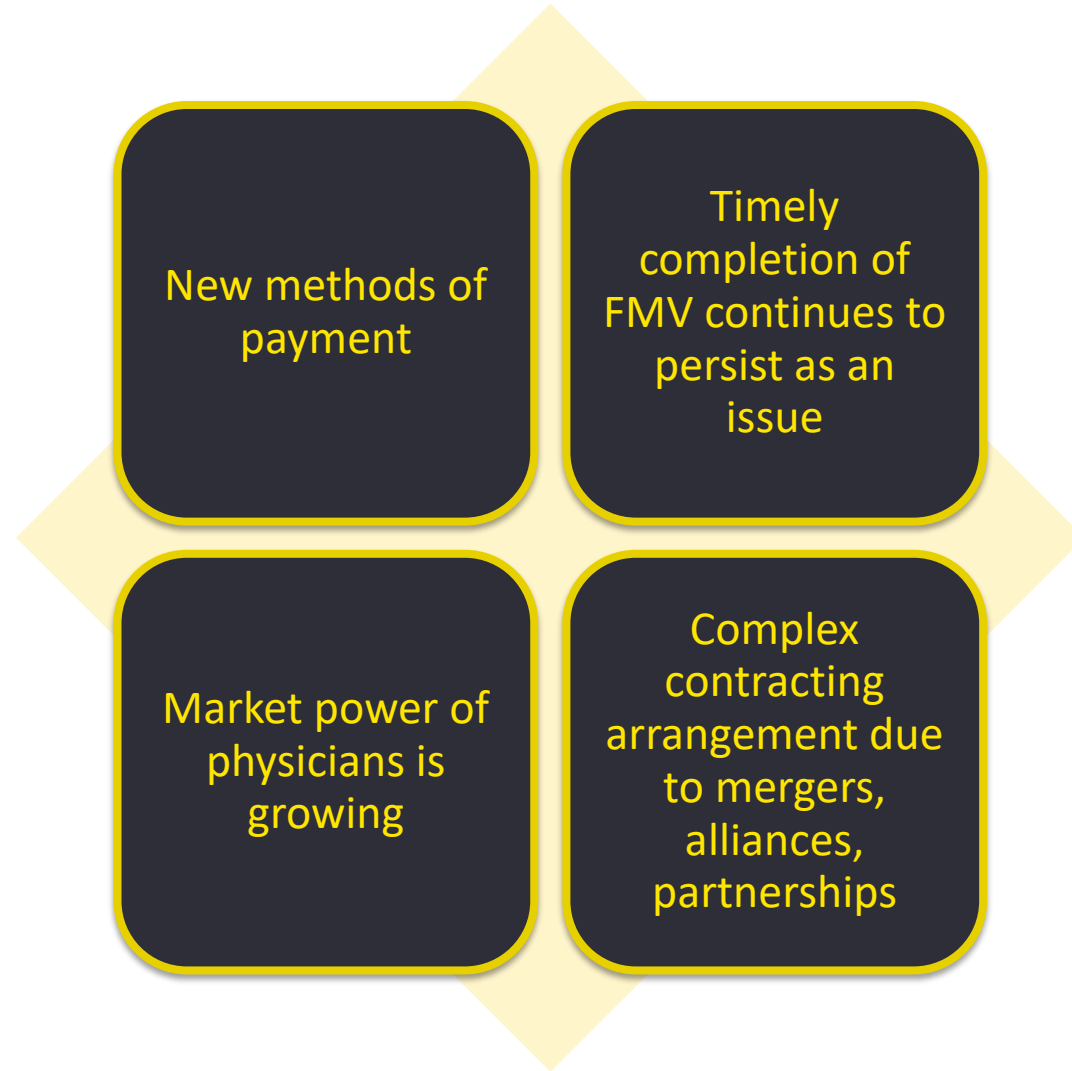 New methods of
payment
Timely
completion of
FMV continues to
persist as an
issue
Market power of
physicians is
growing
Complex
contracting
arrangement due
to mergers,
alliances,
partnerships